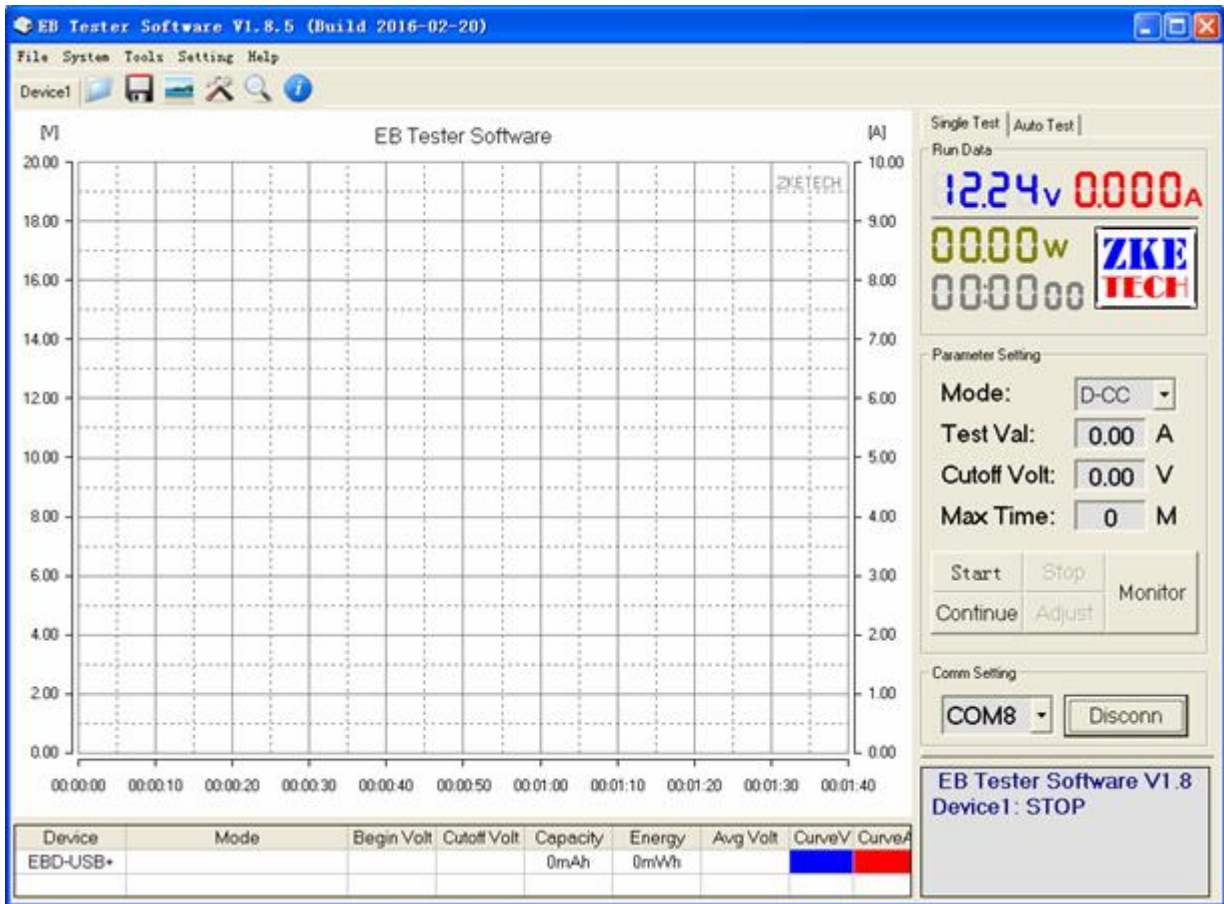 EB Tester Software V1.8.5 (Build 2016-02-20)
File System Tools Setting Help
Device1
[V] EB Tester Software [A]
ZKETECH
20.00
18.00
16.00
14.00
12.00
10.00
8.00
6.00
4.00
2.00
0.00
10.00
9.00
8.00
7.00
6.00
5.00
4.00
3.00
2.00
1.00
0.00
00:00:00 00:00:10 00:00:20 00:00:30 00:00:40 00:00:50 00:01:00 00:01:10 00:01:20 00:01:30 00:01:40
Device Mode Begin Volt Cutoff Volt Capacity Energy Avg Volt CurveV CurveA
EBD-USB+ 0mAh 0mWh
Single Test Auto Test
Run Data
12.24V 0.000A
00.00W
00:00 00
ZKE
TECH
Parameter Setting
Mode: D-CC
Test Val: 0.00 A
Cutoff Volt: 0.00 V
Max Time: 0 M
Start Stop
Monitor
Continue Adjust
Comm Setting
COM8 Disconn
EB Tester Software V1.8
Device1: STOP